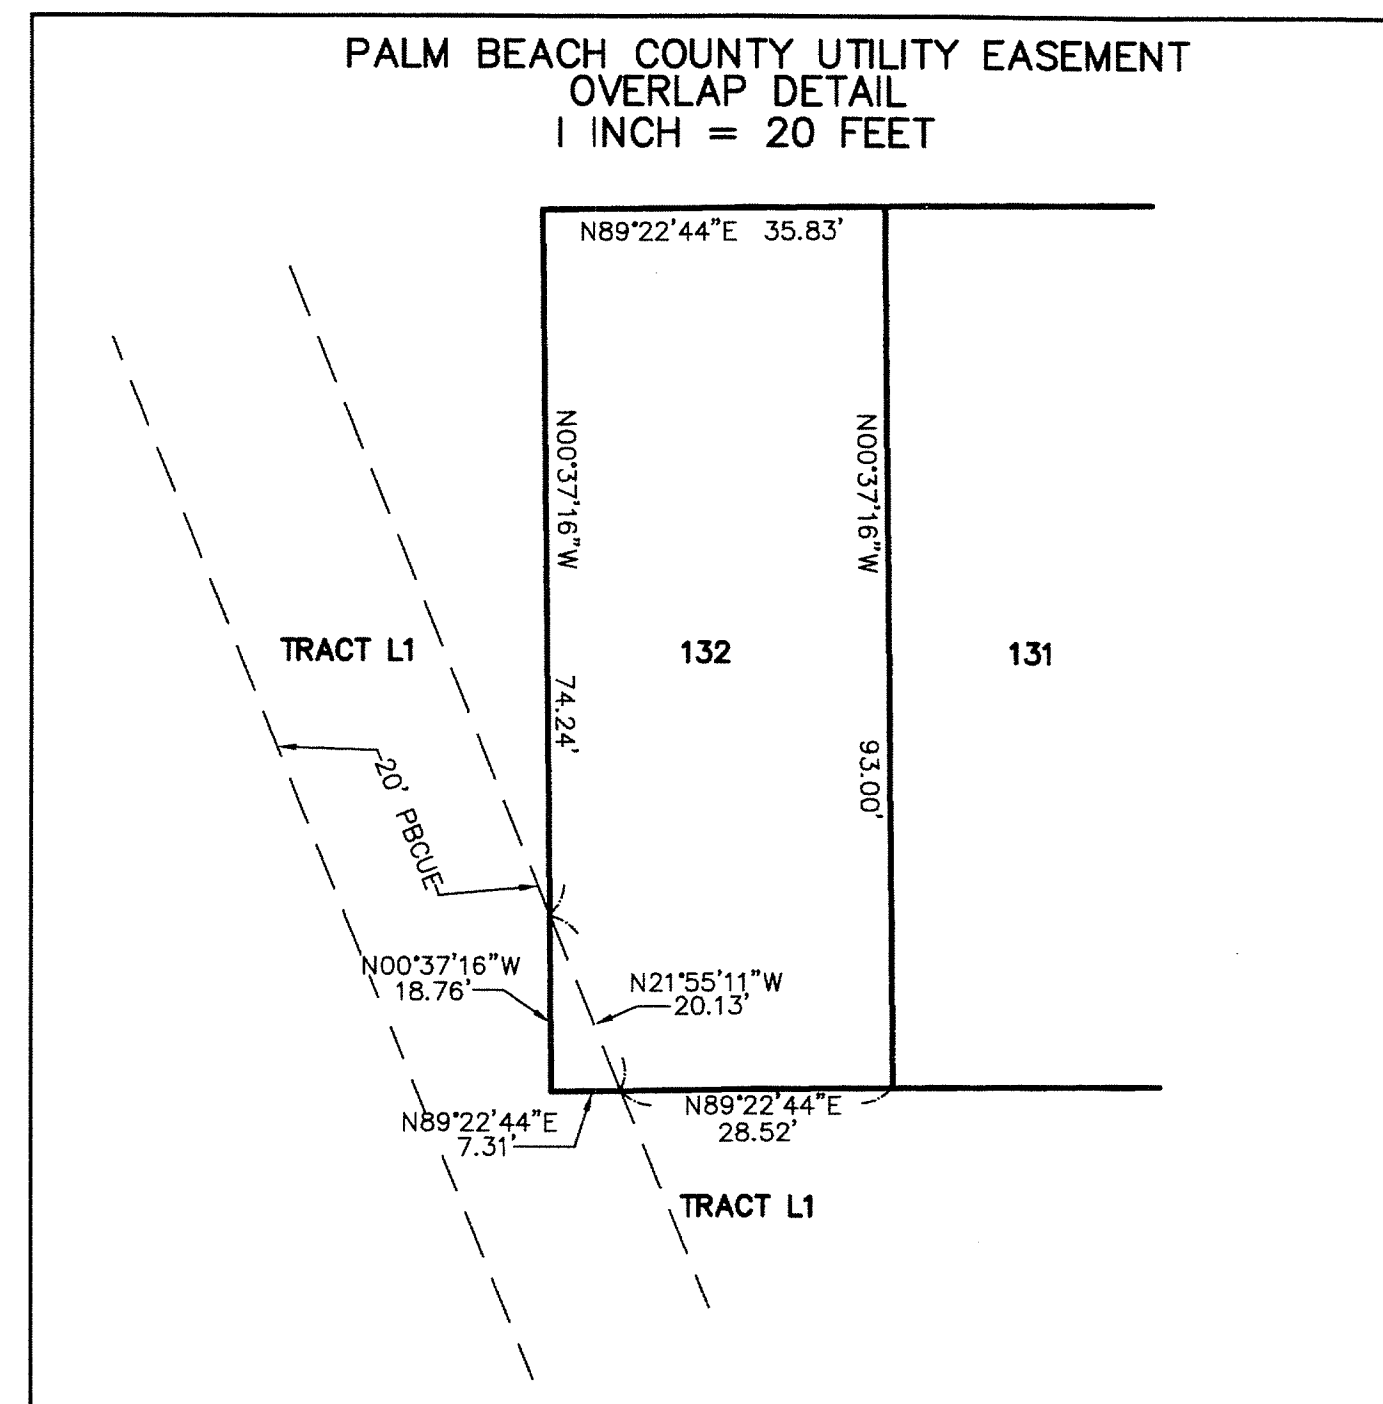 PALM BEACH COUNTY UTILITY EASEMENT
OVERLAP DETAIL
1 INCH = 20 FEET
N89°22'44"E 35.83'
N00°37'16"W
74.24'
N00°37'16"W
93.00'
TRACT L1
132
131
20' PBCUE
N00°37'16"W
18.76'
N21°55'11"W
20.13'
N89°22'44"E
7.31'
N89°22'44"E
28.52'
TRACT L1